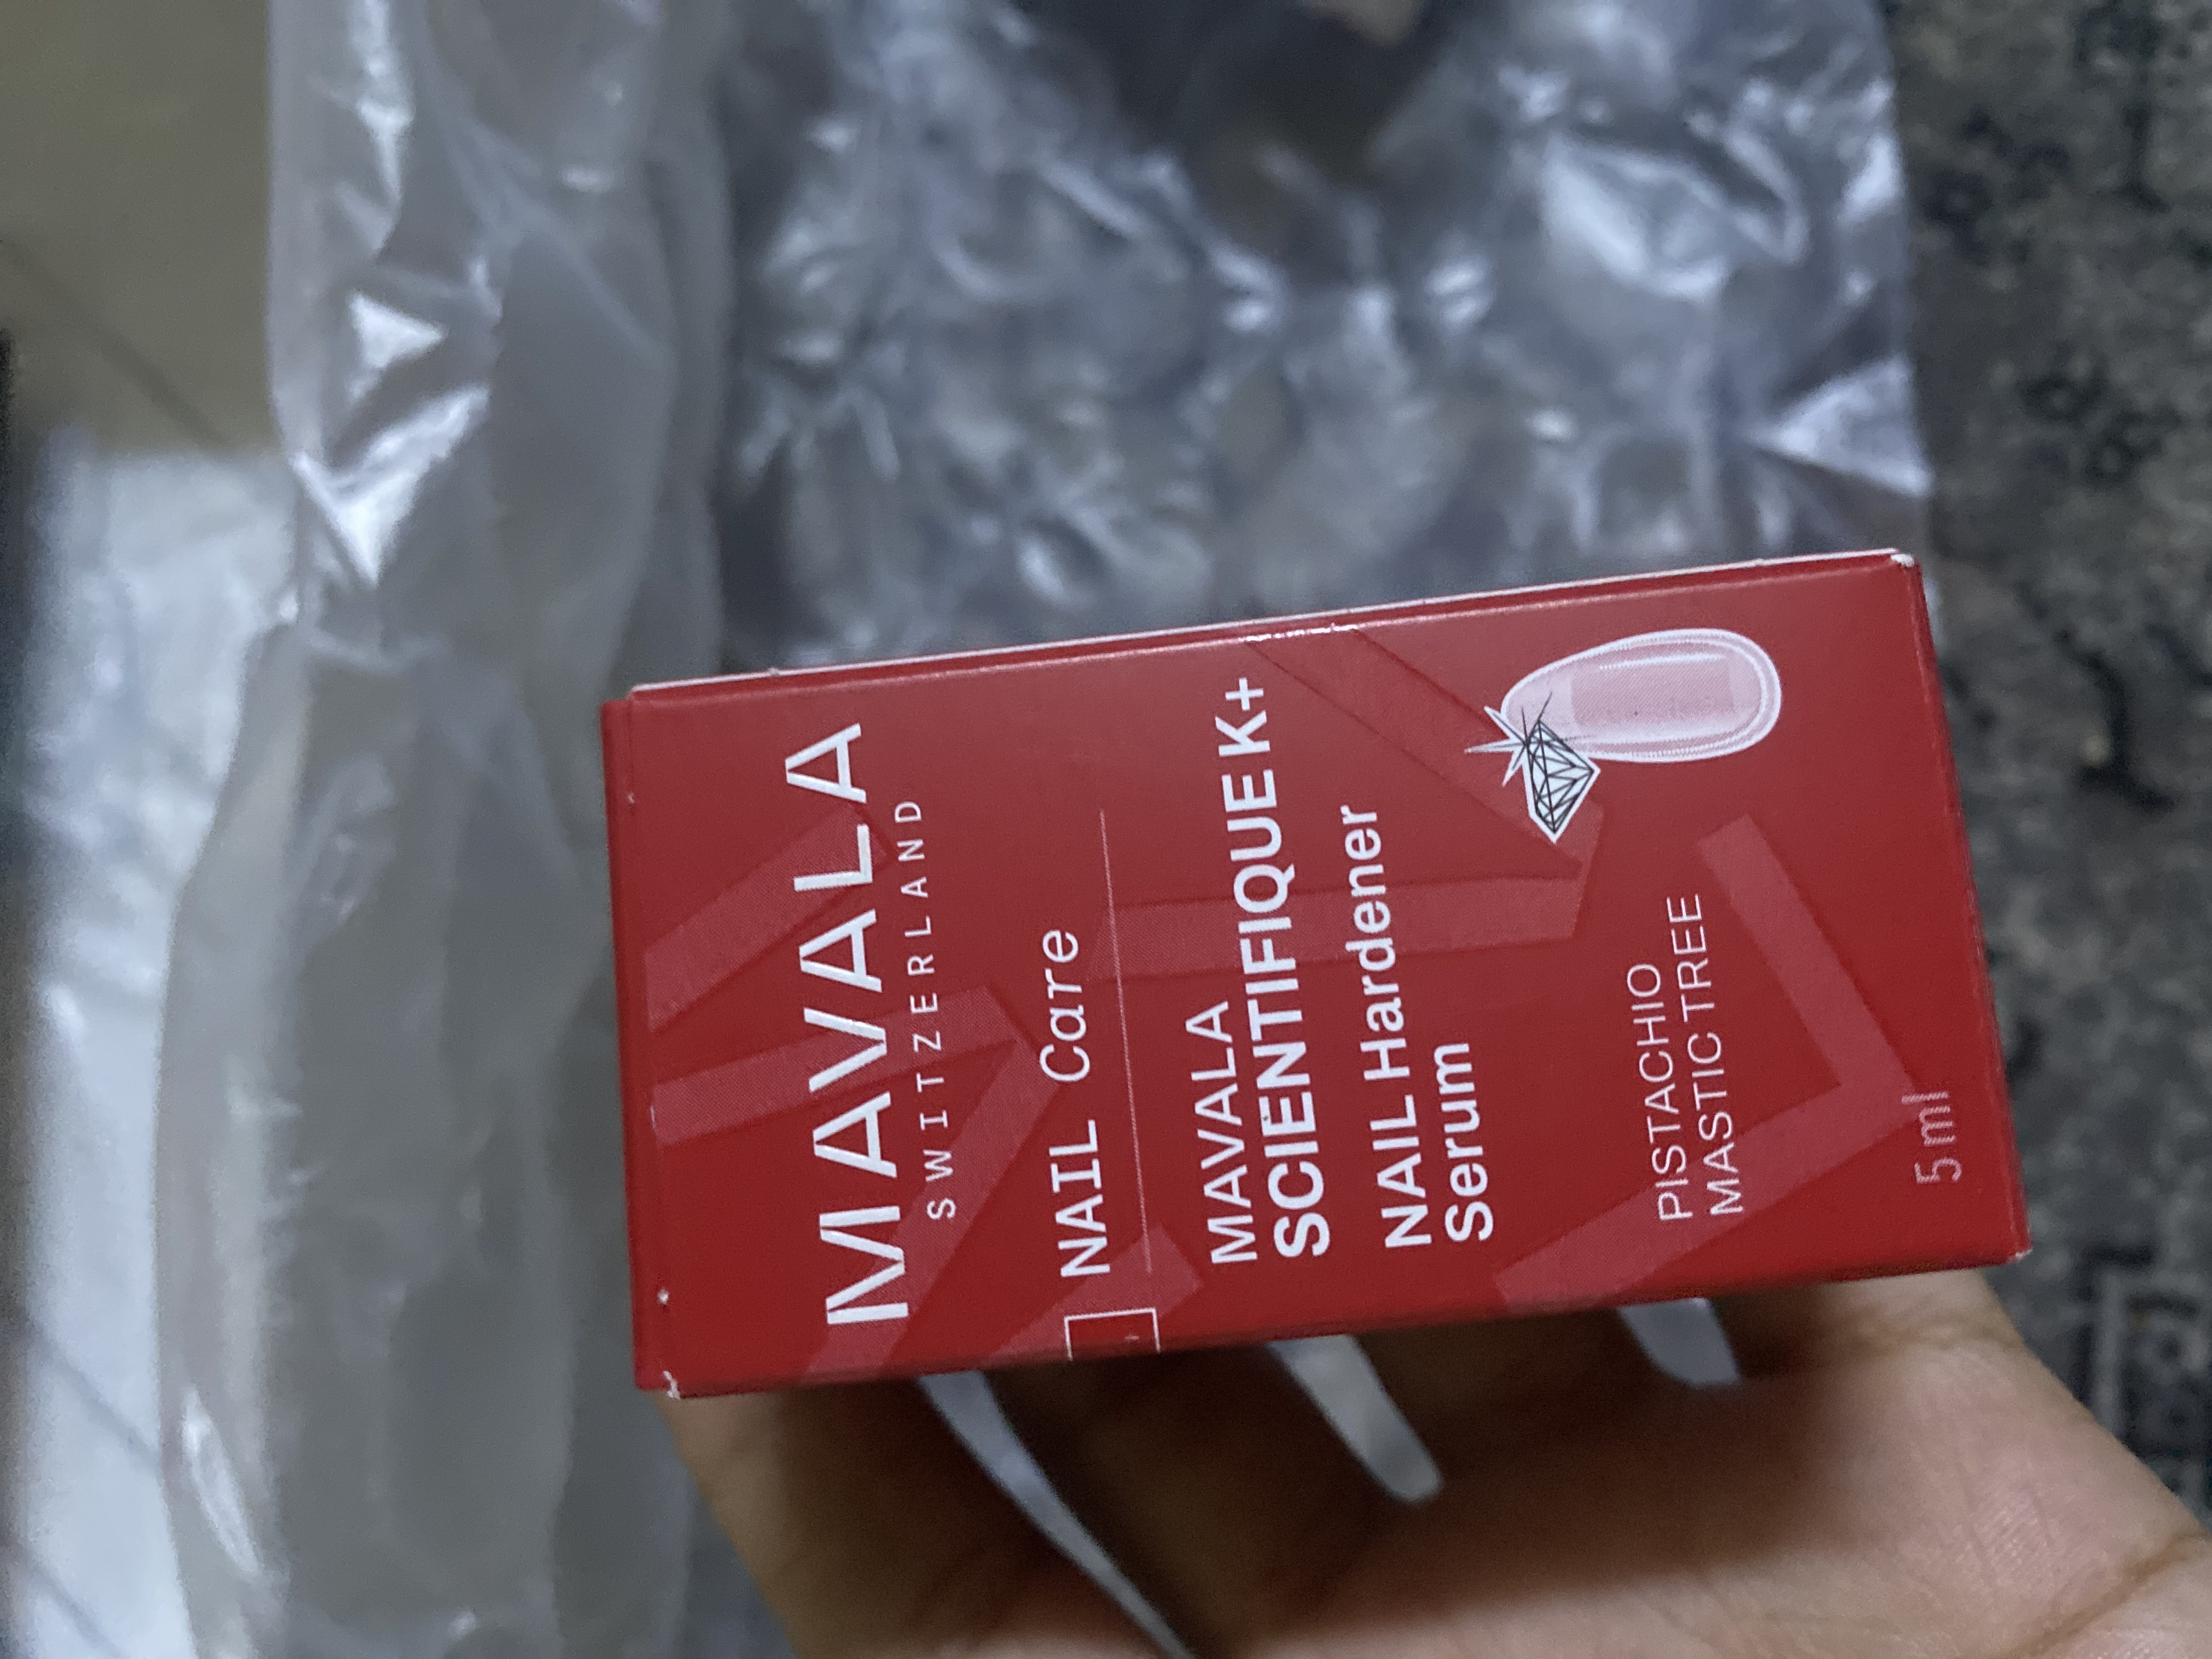 MAVALA
SWITZERLAND
NAIL Care
MAVALA
SCIENTIFIQUE K+
NAIL Hardener
Serum
PISTACHIO
MASTIC TREE
5 ml